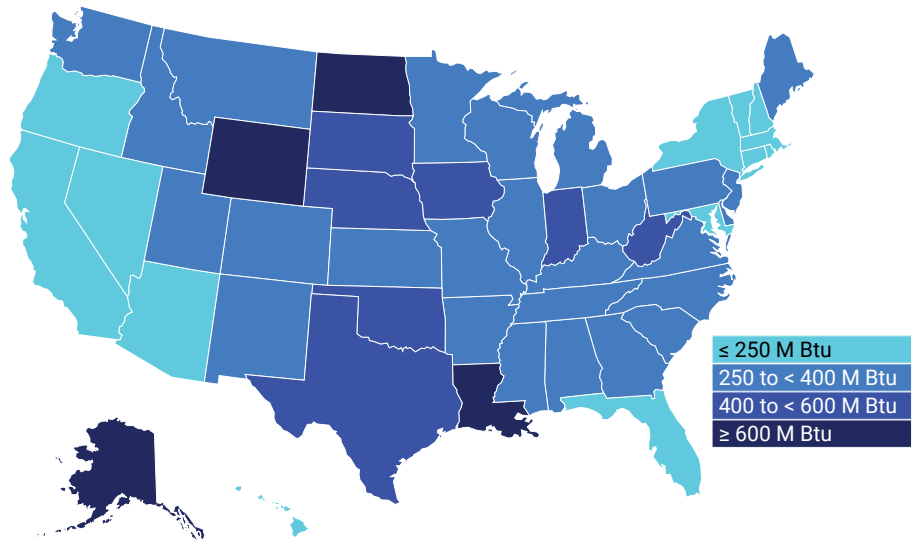 ≤ 250 M Btu
250 to < 400 M Btu
400 to < 600 M Btu
≥ 600 M Btu